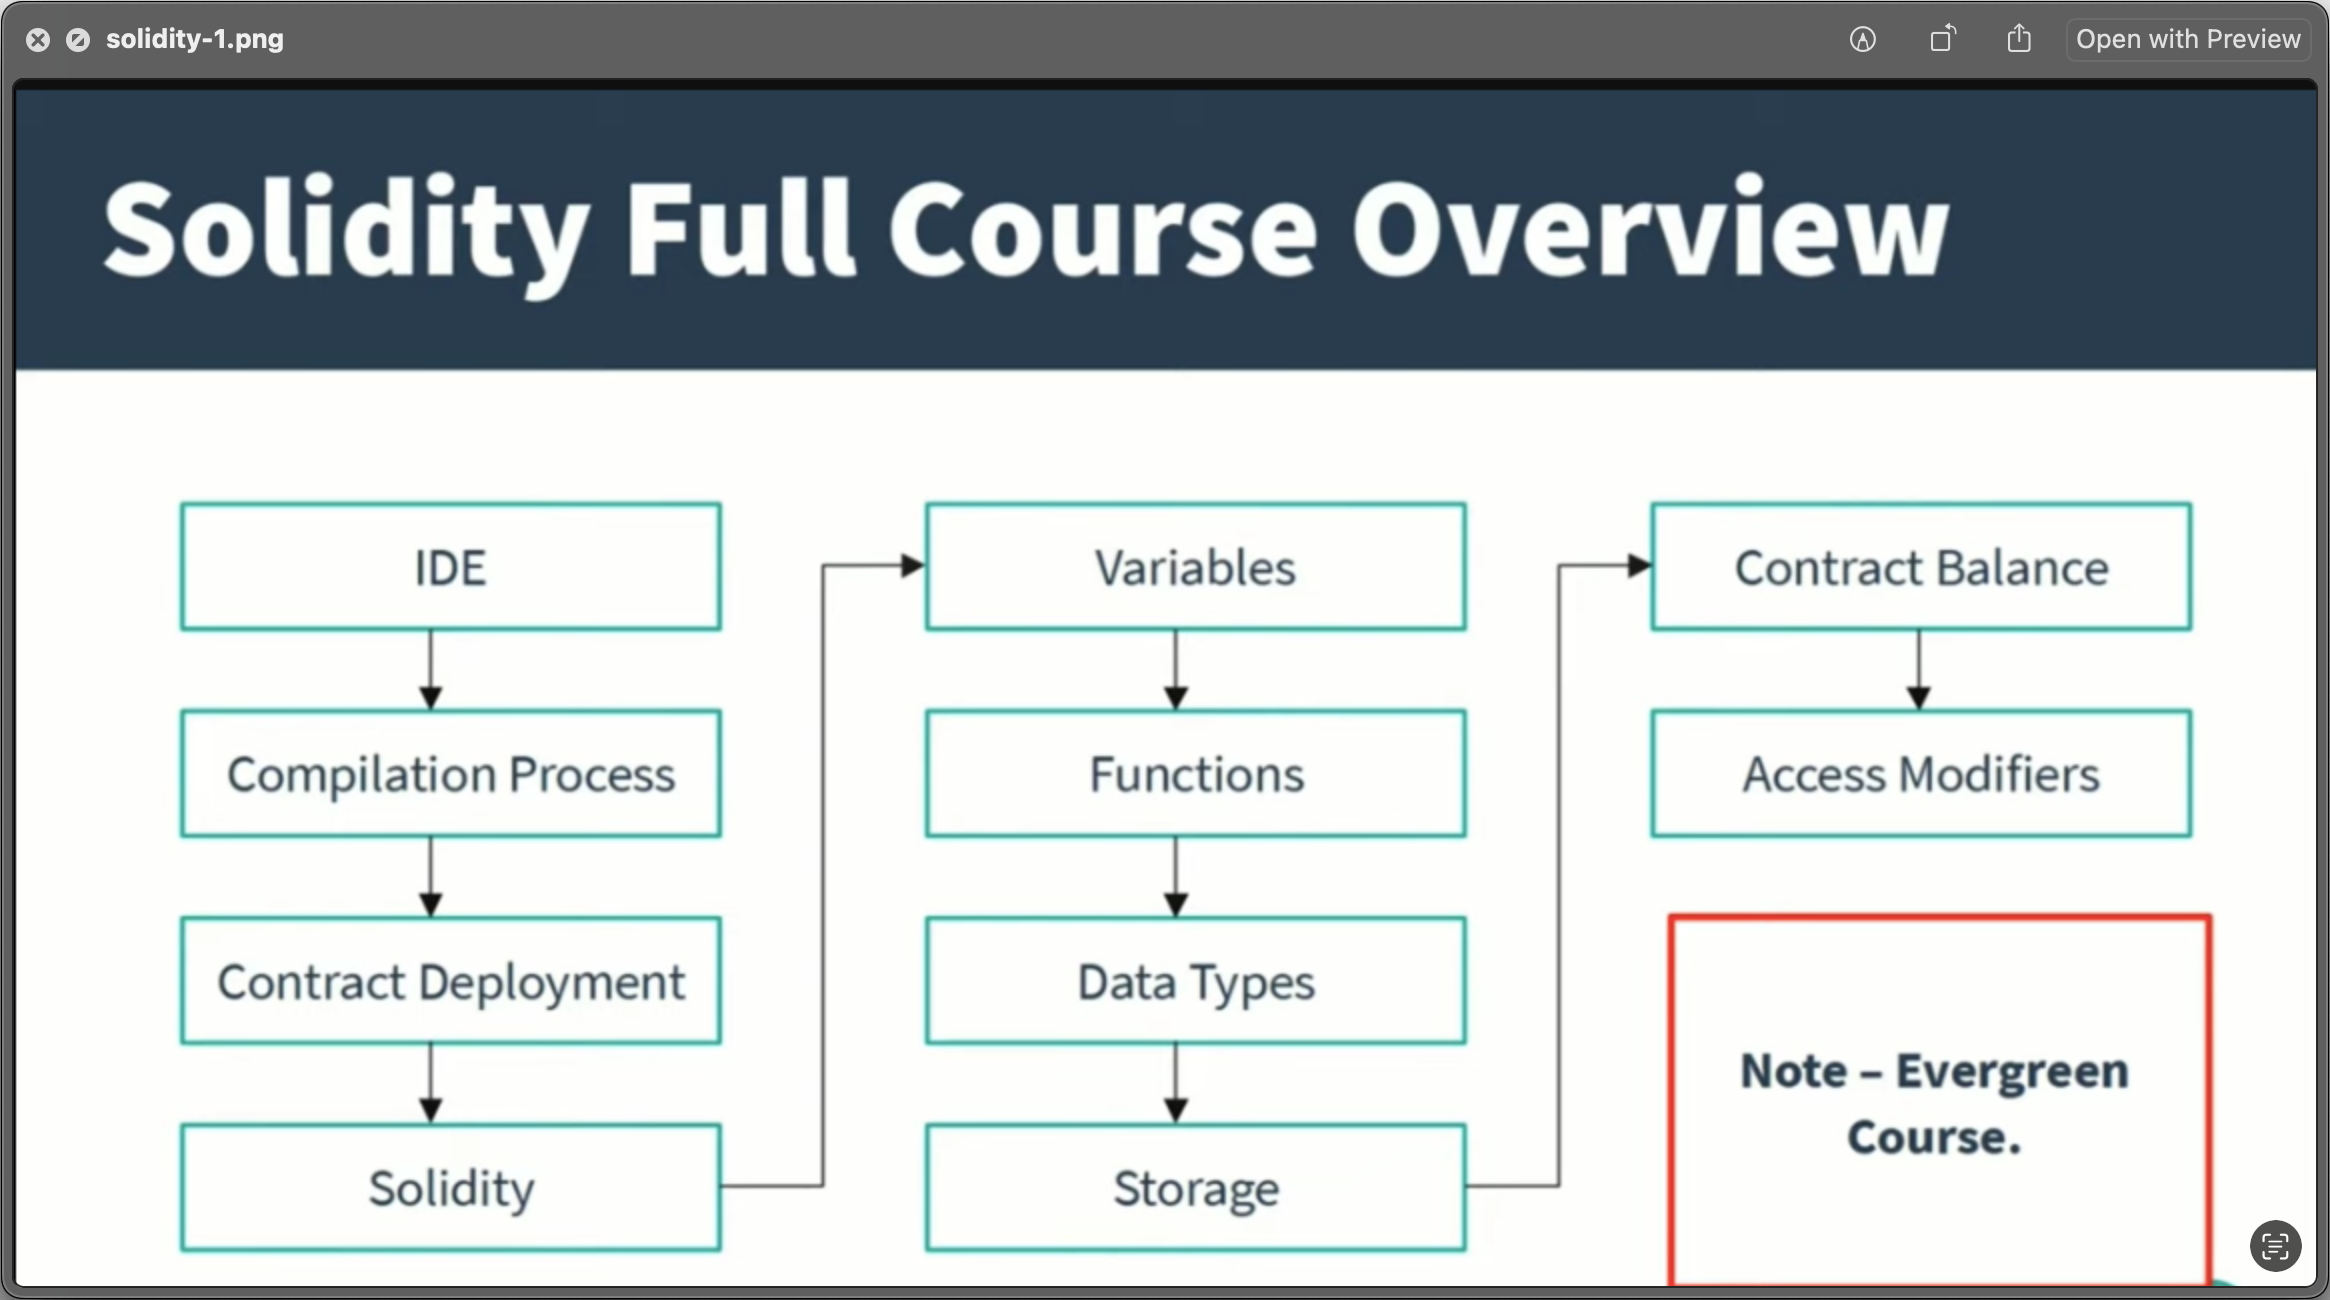 solidity-1.png
Open with Preview
Solidity Full Course Overview
IDE
Compilation Process
Contract Deployment
Solidity
Variables
Functions
Data Types
Storage
Contract Balance
Access Modifiers
Note – Evergreen
Course.